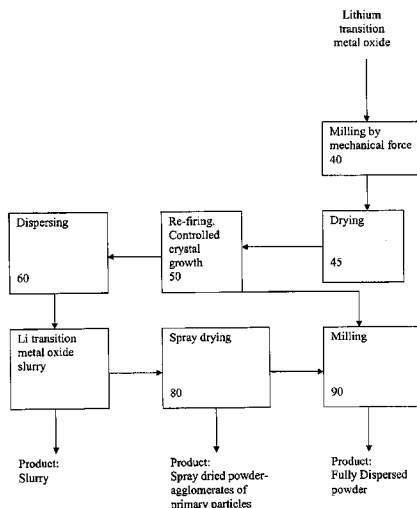 Lithium
transition
metal oxide
Milling by
mechanical force
40
Dispersing
60
Re-firing.
Controlled
crystal
growth
50
Drying
45
Li transition
metal oxide
slurry
Spray drying
80
Milling
90
Product:
Slurry
Product:
Spray dried powder-
agglomerates of
primary particles
Product:
Fully Dispersed
powder